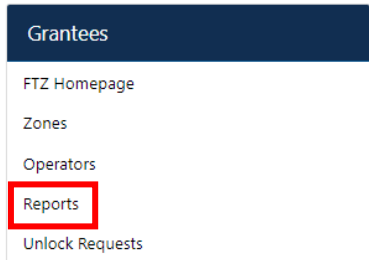 Grantees
FTZ Homepage
Zones
Operators
Reports
Unlock Requests